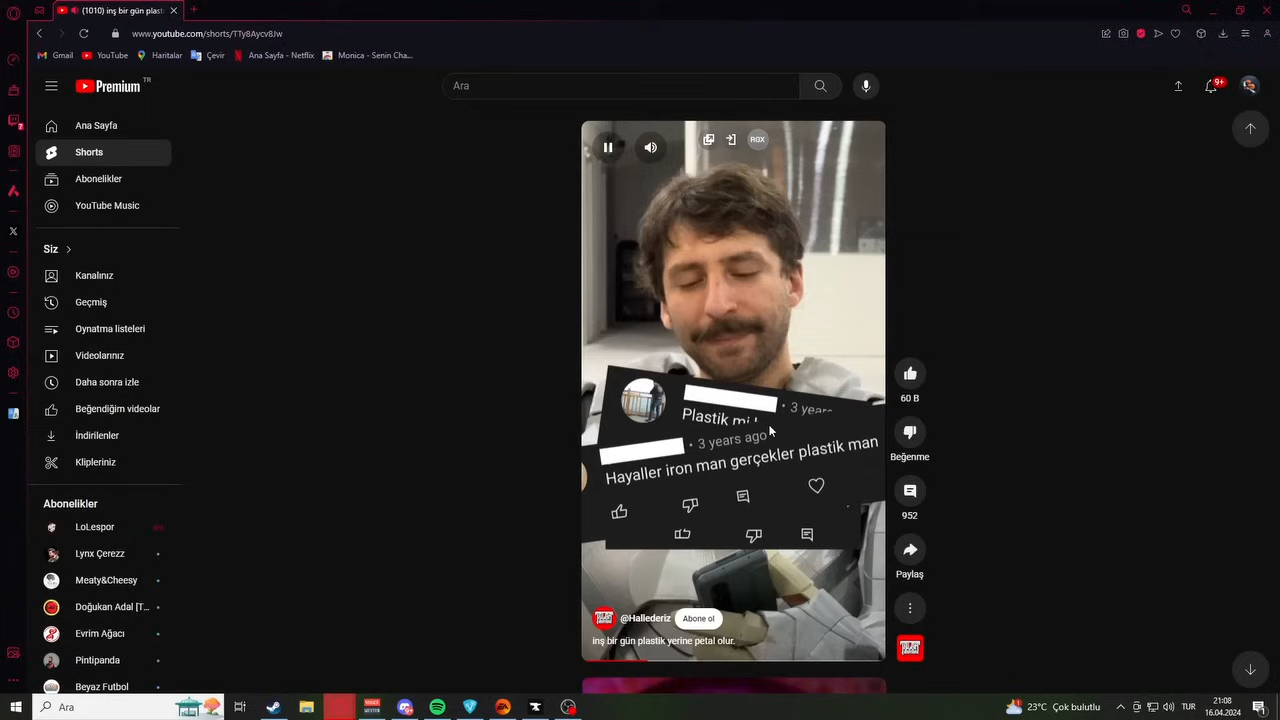 (1010) inş bir gün plasti
www.youtube.com/shorts/TTy8Aycv8Jw
Gmail
YouTube
Haritalar
Çevir
Ana Sayfa - Netflix
Monica - Senin Cha...
Premium
TR
Ara
9+
Ana Sayfa
Shorts
Abonelikler
YouTube Music
Siz
Kanalınız
Geçmiş
Oynatma listeleri
Videolarınız
Daha sonra izle
Beğendiğim videolar
İndirilenler
Klipleriniz
Abonelikler
LoLespor
Lynx Çerezz
Meaty&Cheesy
Doğukan Adal [T...
Evrim Ağacı
Pintipanda
Beyaz Futbol
RGX
3 years
Plastik mi
3 years ago
Hayaller iron man gerçekler plastik man
@Hallederiz
Abone ol
inş bir gün plastik yerine petal olur.
60 B
Beğenme
952
Paylaş
Ara
23°C Çok bulutlu
TUR
21:08
16.04.2024